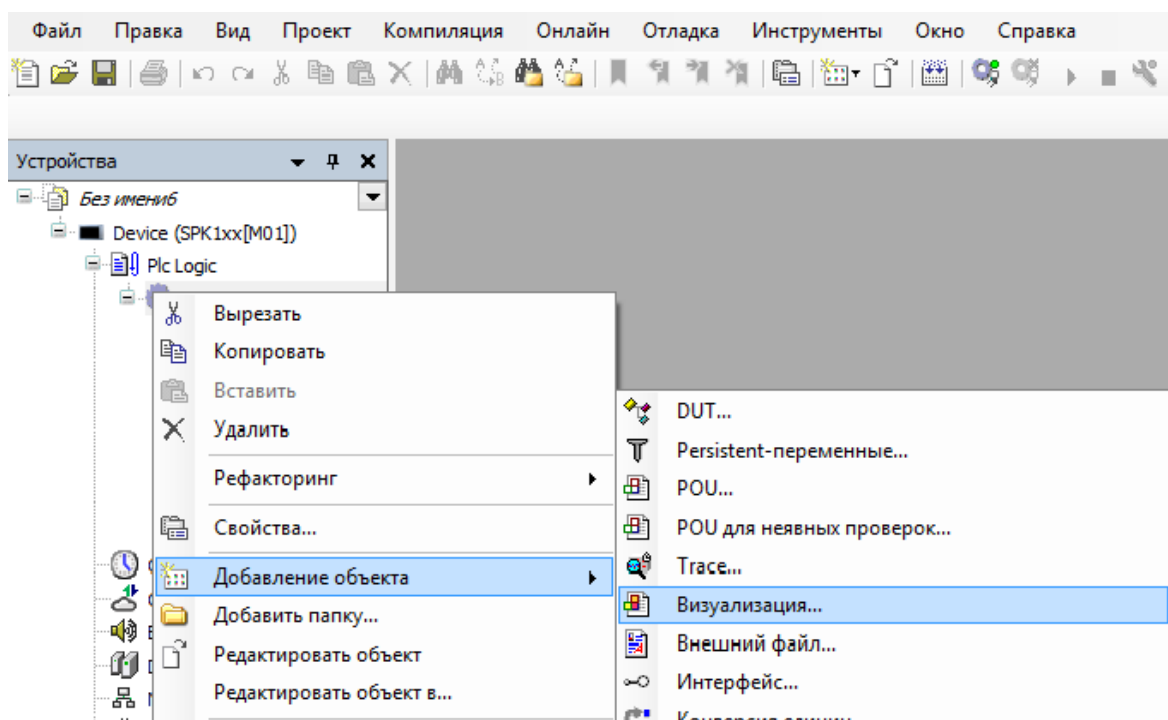 Файл Правка Вид Проект Компиляция Онлайн Отладка Инструменты Окно Справка
Устройства
Без имени6
Device (SPK1xx[M01])
Plc Logic
Вырезать
Копировать
Вставить
Удалить
Рефакторинг
Свойства...
Добавление объекта
Добавить папку...
Редактировать объект
Редактировать объект в...
DUT...
Persistent-переменные...
POU...
POU для неявных проверок...
Trace...
Визуализация...
Внешний файл...
Интерфейс...